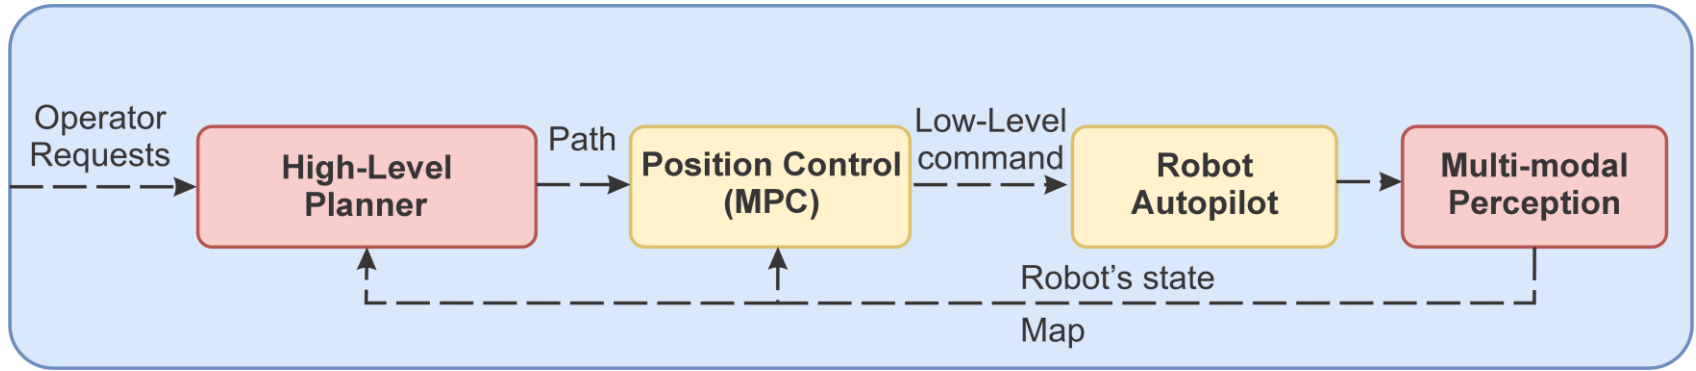 Operator
Requests
High-Level
Planner
Path
Position Control
(MPC)
Low-Level
command
Robot
Autopilot
Multi-modal
Perception
Robot's state
Map